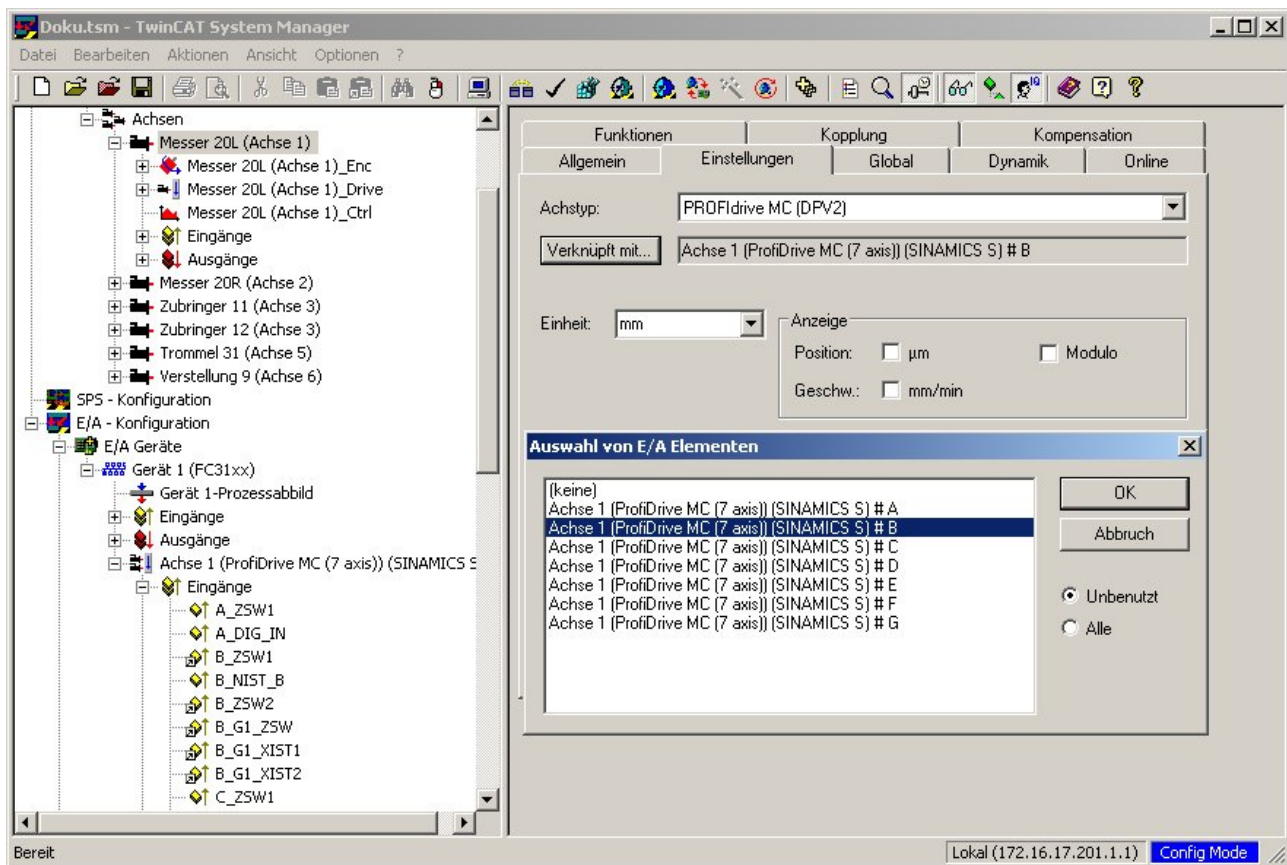 Doku.tsm - TwinCAT System Manager
Datei Bearbeiten Aktionen Ansicht Optionen ?
Achsen
Messer 20L (Achse 1)
Messer 20L (Achse 1)_Enc
Messer 20L (Achse 1)_Drive
Messer 20L (Achse 1)_Ctrl
Eingänge
Ausgänge
Messer 20R (Achse 2)
Zubringer 11 (Achse 3)
Zubringer 12 (Achse 3)
Trommel 31 (Achse 5)
Verstellung 9 (Achse 6)
SPS - Konfiguration
E/A - Konfiguration
E/A Geräte
Gerät 1 (FC31xx)
Gerät 1-Prozessabbild
Eingänge
Ausgänge
Achse 1 (ProfiDrive MC (7 axis)) (SINAMICS S
Eingänge
A_ZSW1
A_DIG_IN
B_ZSW1
B_NIST_B
B_ZSW2
B_G1_ZSW
B_G1_XIST1
B_G1_XIST2
C_ZSW1
Funktionen Kopplung Kompensation
Allgemein Einstellungen Global Dynamik Online
Achstyp: PROFIdrive MC (DPV2)
Verknüpft mit... Achse 1 (ProfiDrive MC (7 axis)) (SINAMICS S) # B
Einheit: mm
Anzeige
Position: µm Modulo
Geschw.: mm/min
Auswahl von E/A Elementen
(keine)
Achse 1 (ProfiDrive MC (7 axis)) (SINAMICS S) # A
Achse 1 (ProfiDrive MC (7 axis)) (SINAMICS S) # B
Achse 1 (ProfiDrive MC (7 axis)) (SINAMICS S) # C
Achse 1 (ProfiDrive MC (7 axis)) (SINAMICS S) # D
Achse 1 (ProfiDrive MC (7 axis)) (SINAMICS S) # E
Achse 1 (ProfiDrive MC (7 axis)) (SINAMICS S) # F
Achse 1 (ProfiDrive MC (7 axis)) (SINAMICS S) # G
OK
Abbruch
Unbenutzt
Alle
Bereit
Lokal (172.16.17.201.1.1) Config Mode